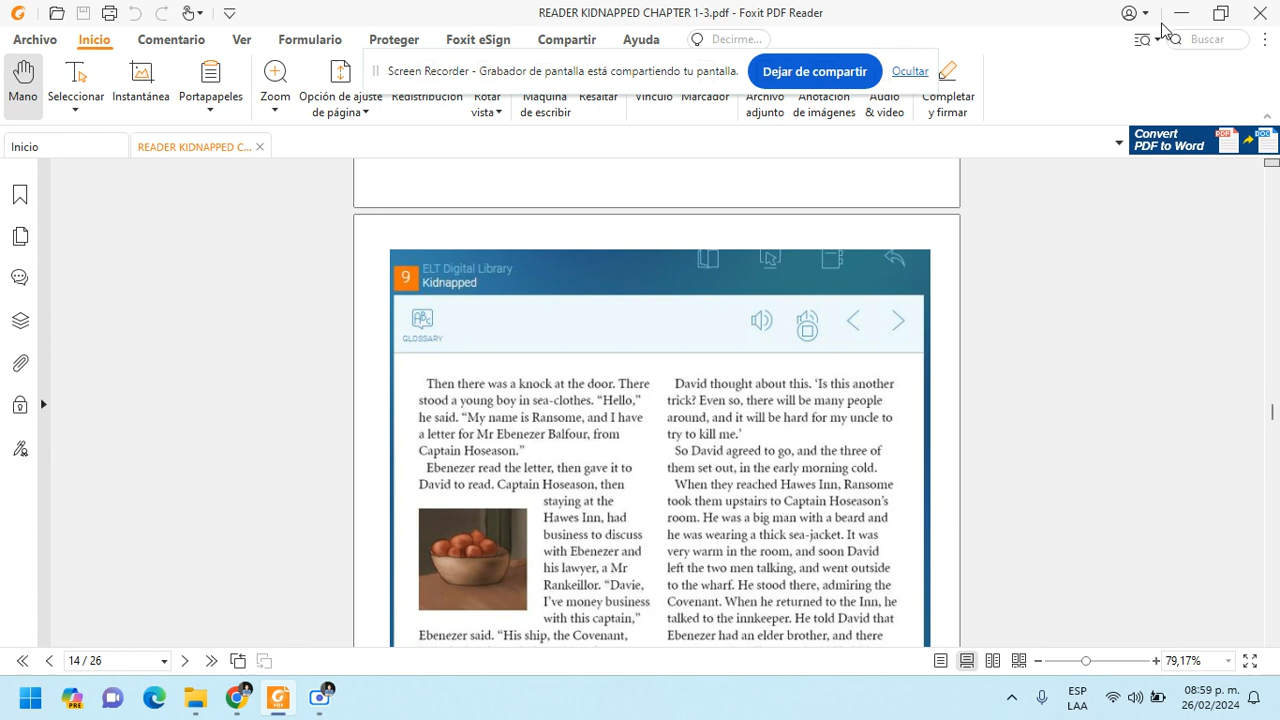 READER KIDNAPPED CHAPTER 1-3.pdf - Foxit PDF Reader
Archivo Inicio Comentario Ver Formulario Proteger Foxit eSign Compartir Ayuda Decirme... Buscar
Screen Recorder - Grabador de pantalla está compartiendo tu pantalla. Dejar de compartir Ocultar
Mano Seleccionar Instantánea Portapapeles Zoom Opción de ajuste de página Redistribución Rotar vista Máquina de escribir Resaltar Vínculo Marcador Archivo adjunto Anotación de imágenes Audio & video Completar y firmar
Inicio READER KIDNAPPED C...
Convert
PDF to Word
PDF DOC
9
ELT Digital Library
Kidnapped
ABC
GLOSSARY
Then there was a knock at the door. There
stood a young boy in sea-clothes. “Hello,”
he said. “My name is Ransome, and I have
a letter for Mr Ebenezer Balfour, from
Captain Hoseason.”
Ebenezer read the letter, then gave it to
David to read. Captain Hoseason, then
staying at the
Hawes Inn, had
business to discuss
with Ebenezer and
his lawyer, a Mr
Rankeillor. “Davie,
I’ve money business
with this captain,”
Ebenezer said. “His ship, the Covenant,
David thought about this. ‘Is this another
trick? Even so, there will be many people
around, and it will be hard for my uncle to
try to kill me.’
So David agreed to go, and the three of
them set out, in the early morning cold.
When they reached Hawes Inn, Ransome
took them upstairs to Captain Hoseason’s
room. He was a big man with a beard and
he was wearing a thick sea-jacket. It was
very warm in the room, and soon David
left the two men talking, and went outside
to the wharf. He stood there, admiring the
Covenant. When he returned to the Inn, he
talked to the innkeeper. He told David that
Ebenezer had an elder brother, and there
14 / 26
79,17%
PRE
ESP
LAA
08:59 p. m.
26/02/2024